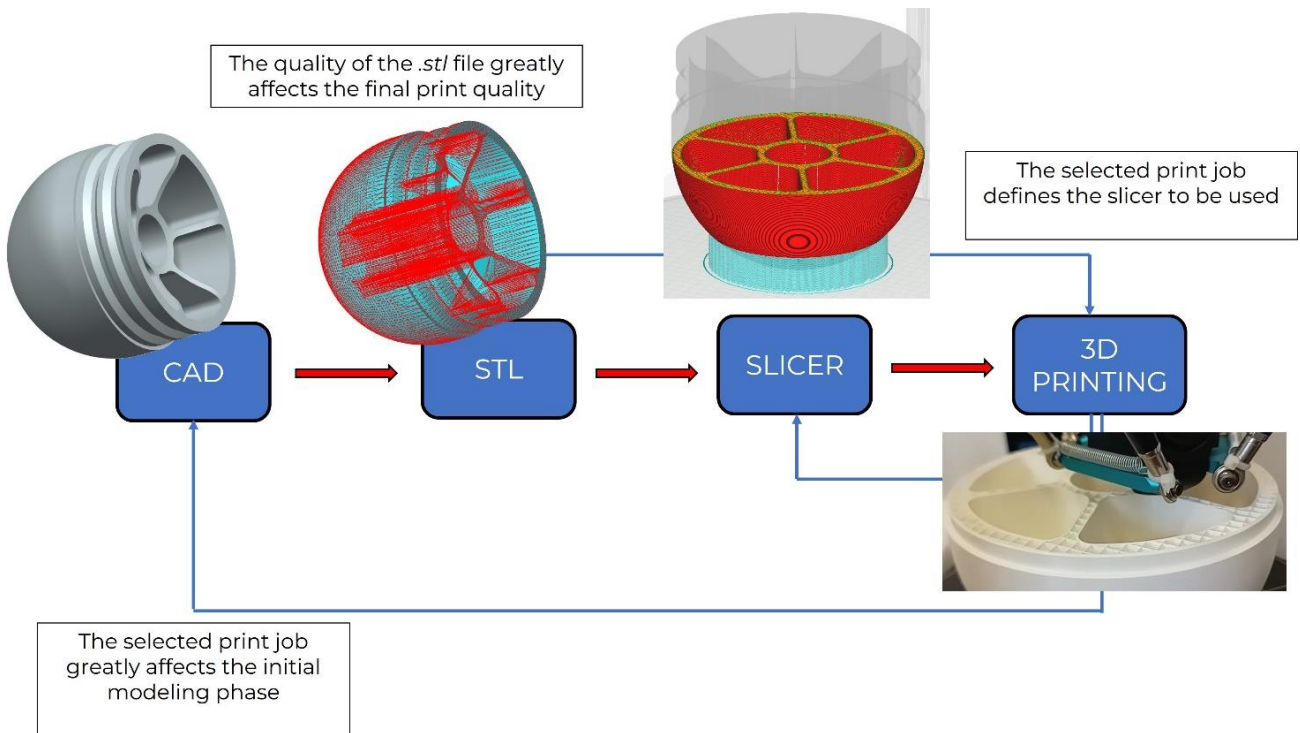 The quality of the .stl file greatly
affects the final print quality
The selected print job
defines the slicer to be used
CAD
STL
SLICER
3D
PRINTING
The selected print job
greatly affects the initial
modeling phase